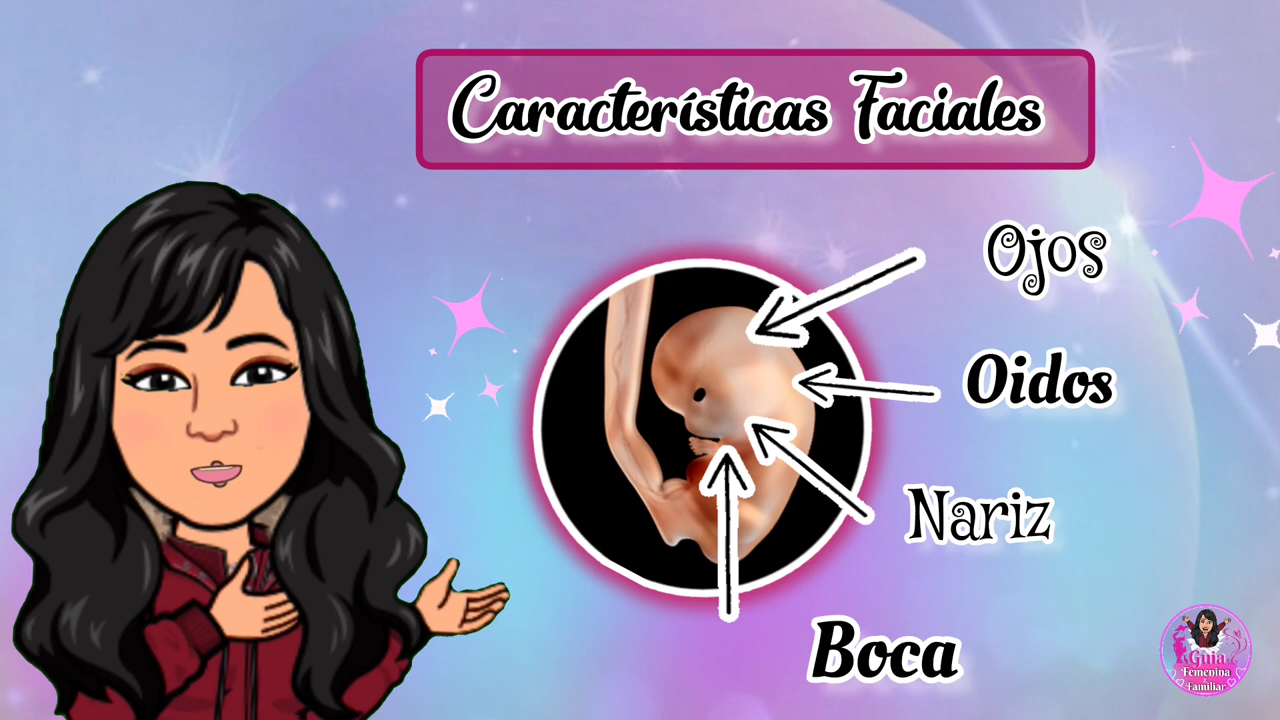 Características Faciales
Ojos
Oidos
Nariz
Boca
Guia
Femenina
Familiar